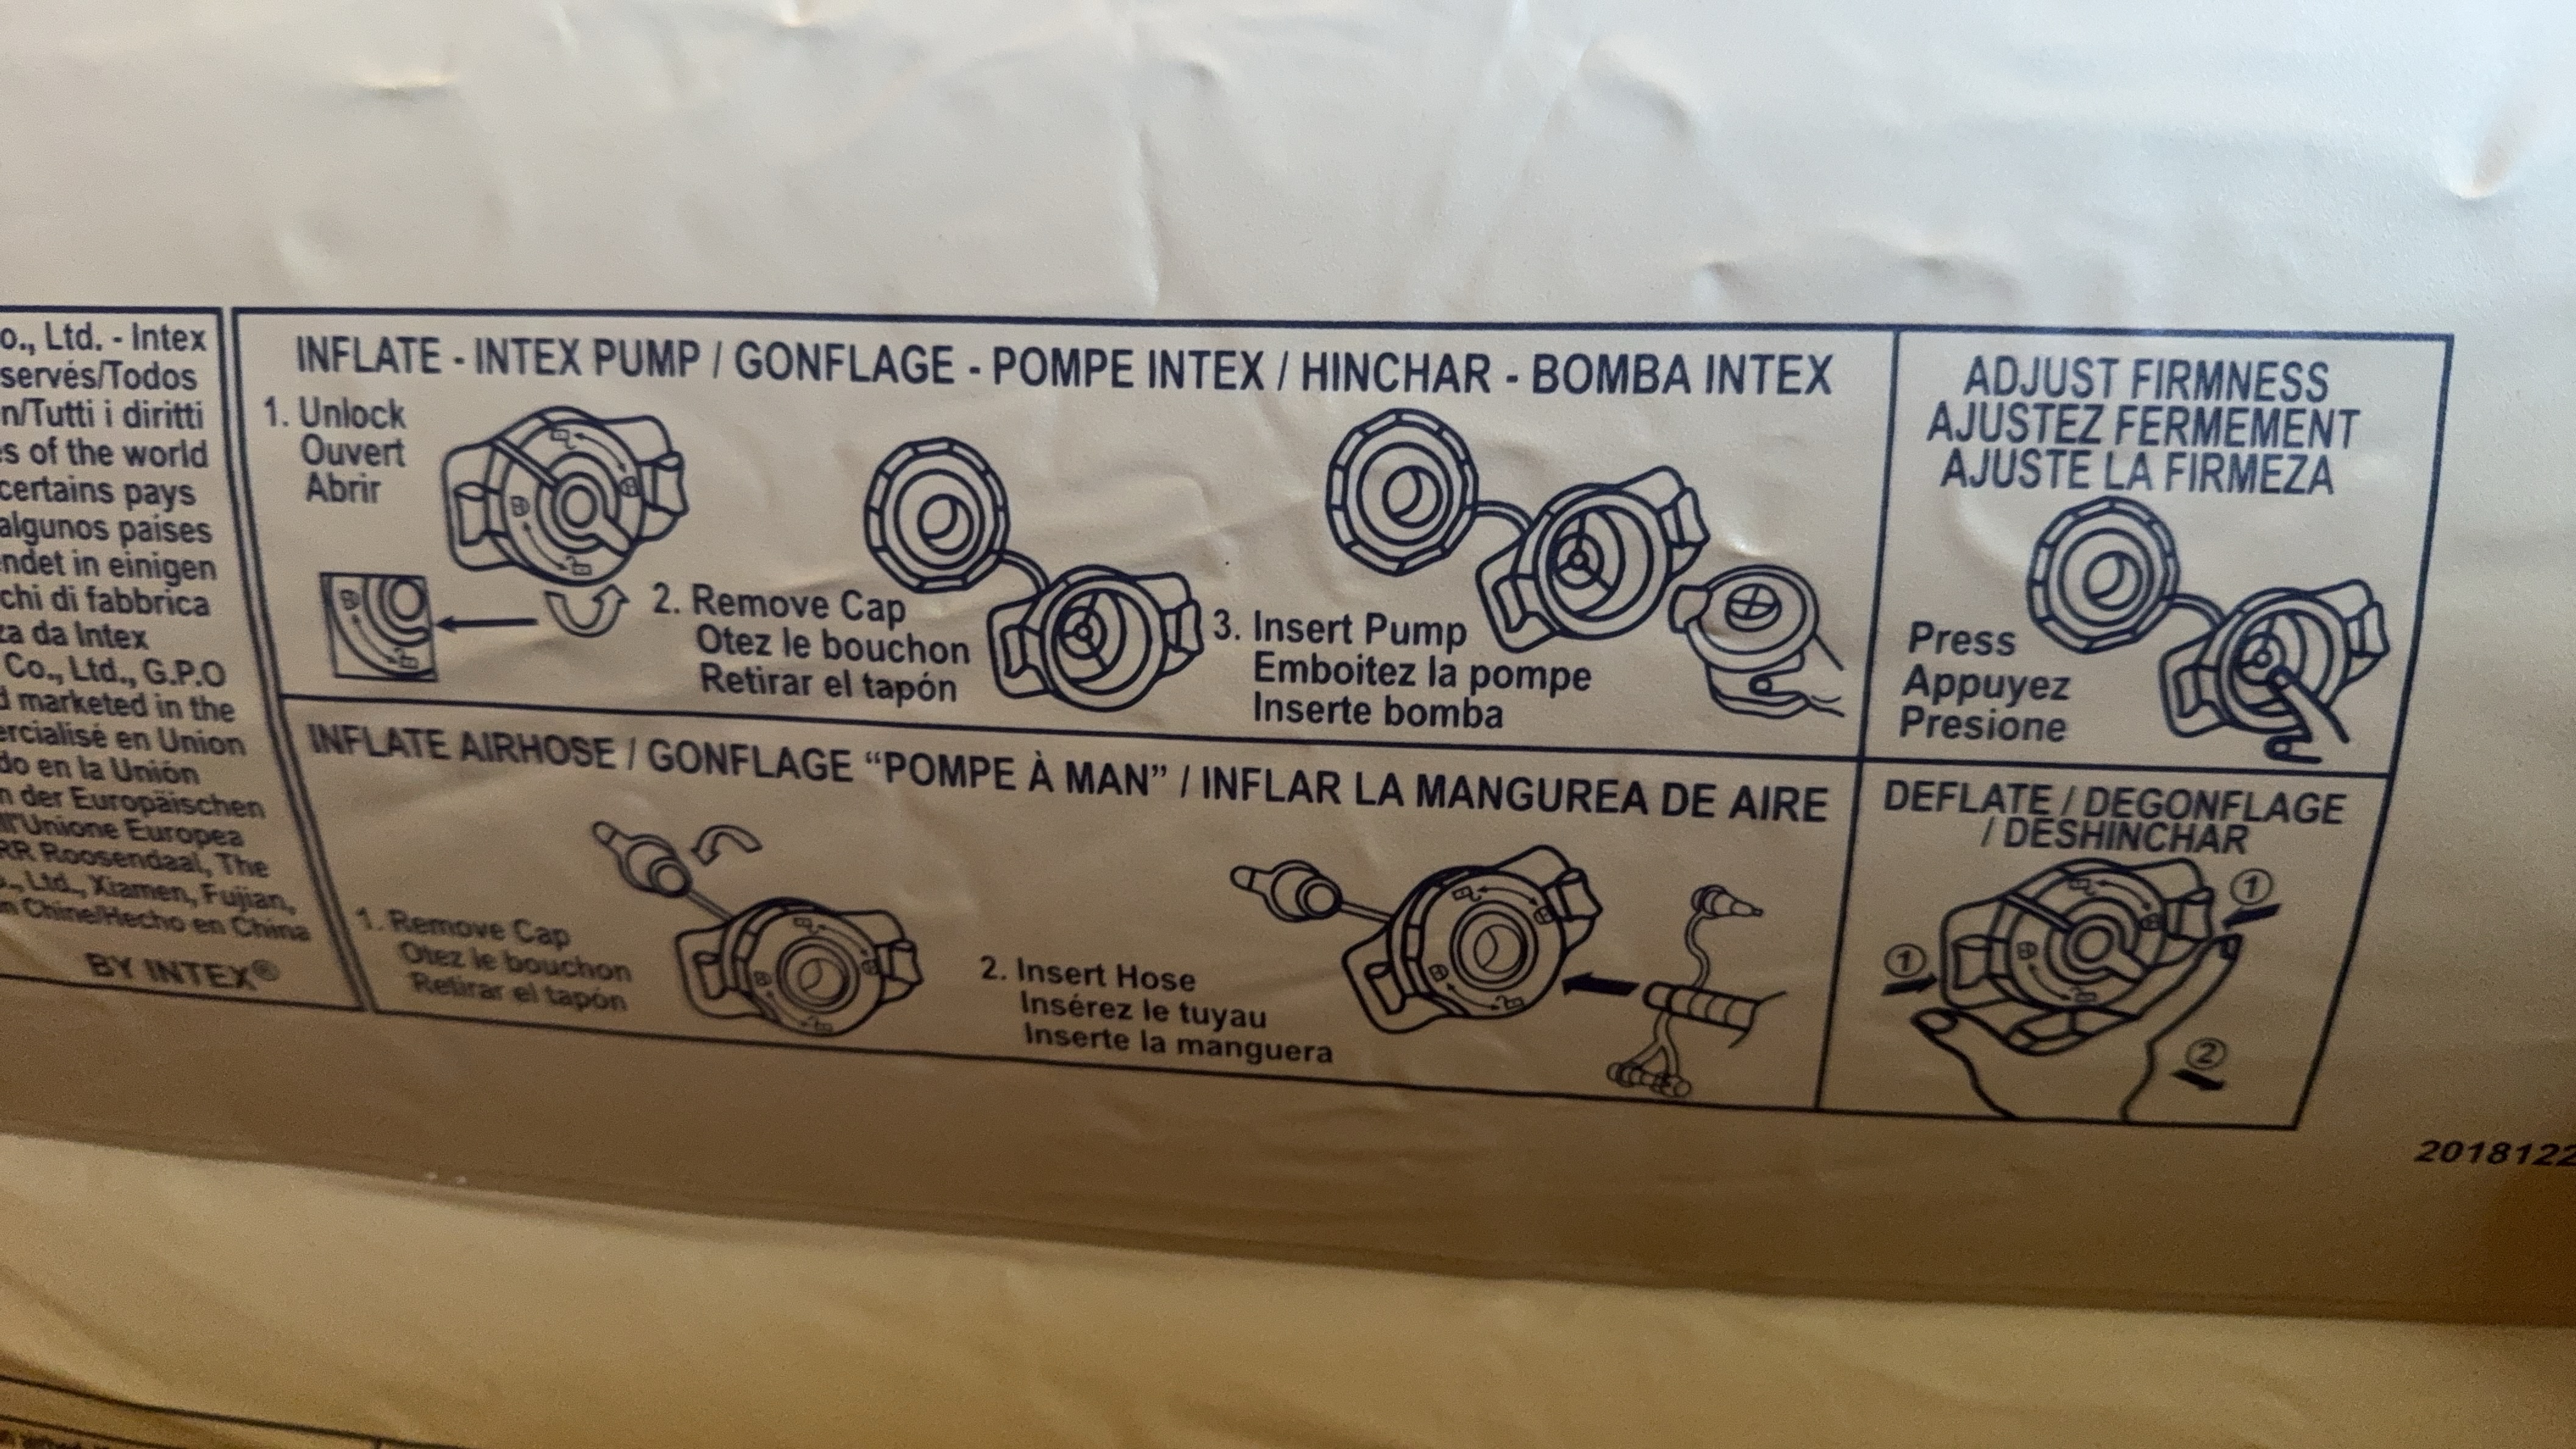 o., Ltd. - Intex
servés/Todos
n/Tutti i diritti
s of the world
certains pays
algunos países
ndet in einigen
chi di fabbrica
za da Intex
Co., Ltd., G.P.O
d marketed in the
ercialisé en Union
do en la Unión
n der Europäischen
ll'Unione Europea
RR Roosendaal, The
., Ltd., Xiamen, Fujian,
n Chine/Hecho en China
BY INTEX®
INFLATE - INTEX PUMP / GONFLAGE - POMPE INTEX / HINCHAR - BOMBA INTEX
1. Unlock
Ouvert
Abrir
2. Remove Cap
Otez le bouchon
Retirar el tapón
3. Insert Pump
Emboitez la pompe
Inserte bomba
ADJUST FIRMNESS
AJUSTEZ FERMEMENT
AJUSTE LA FIRMEZA
Press
Appuyez
Presione
INFLATE AIRHOSE / GONFLAGE “POMPE À MAN” / INFLAR LA MANGUREA DE AIRE
1. Remove Cap
Otez le bouchon
Retirar el tapón
2. Insert Hose
Insérez le tuyau
Inserte la manguera
DEFLATE / DEGONFLAGE
/ DESHINCHAR
①
①
②
2018122